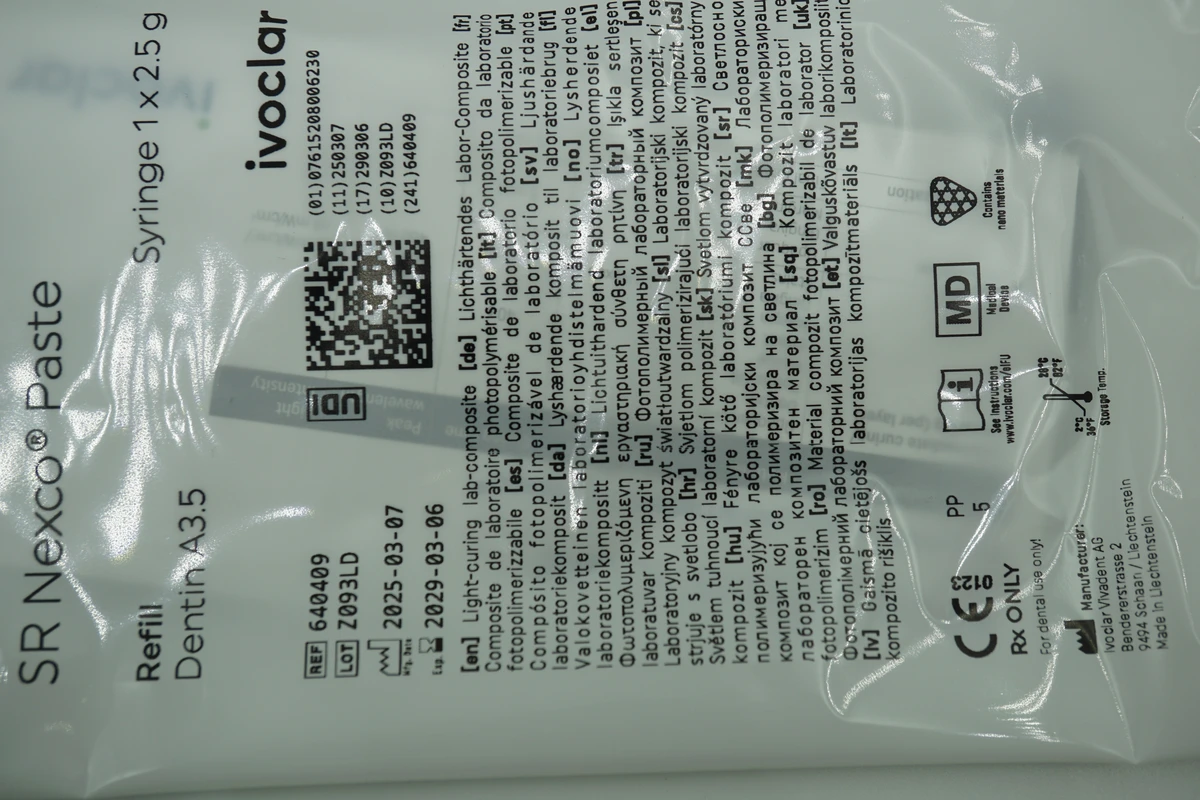 SR Nexco® Paste
Refill
Syringe 1 x 2.5 g
Dentin A3.5
ivoclar
REF 640409
LOT Z093LD
2025-03-07
Mfg. Date
2029-03-06
Exp.
(01)07615208006230
(11)250307
(17)290306
(10)Z093LD
(241)640409
[en] Light-curing lab-composite [de] Lichthärtendes Labor-Composite [fr]
Composite de laboratoire photopolymérisable [it] Composito da laboratorio
fotopolimerizzabile [es] Composite de laboratorio fotopolimerizable [pt]
Compósito fotopolimerizável de laboratório [sv] Ljushärdande
laboratoriekomposit [da] Lyshærdende komposit til laboratoriebrug [fi]
Valokovetteinen laboratorioyhdistelmämuovi [no] Lysherdende
laboratoriekompositt [nl] Lichtuithardend laboratoriumcomposiet [el]
Φωτοπολυμεριζόμενη εργαστηριακή σύνθετη ρητίνη [tr] Işıkla sertleşen
laboratuvar kompoziti [ru] Фотополимерный лабораторный композит [pl]
Laboratoryjny kompozyt światłoutwardzalny [sl] Laboratorijski kompozit, ki se
strjuje s svetlobo [hr] Svjetlom polimerizirajući laboratorijski kompozit [cs]
Světlem tuhnoucí laboratorní kompozit [sk] Svetlom vytvrdzovaný laboratórny
kompozit [hu] Fényre kötő laboratóriumi kompozit [sr] Светлосно
полимеризујући лабораторијски композит [mk] Лабораториски
композит кој се полимеризира на светлина [bg] Фотополимеризиращ
лабораторен композитен материал [sq] Kompozit laboratori me
fotopolimerizim [ro] Material compozit fotopolimerizabil de laborator [uk]
Фотополімерний лабораторний композит [et] Valguskõvastuv laborikomposiit
[lv] Gaismā cietējošs laboratorijas kompozītmateriāls [lt] Laboratorinis
kompozito rišiklis
CE 0123
PP
5
See Instructions
www.ivoclar.com/eIFU
MD
Medical
Device
Contains
nano materials
Rx ONLY
For dental use only!
Manufacturer:
Ivoclar Vivadent AG
Bendererstrasse 2
9494 Schaan / Liechtenstein
Made in Liechtenstein
2°C
36°F
28°C
82°F
Storage Temp.